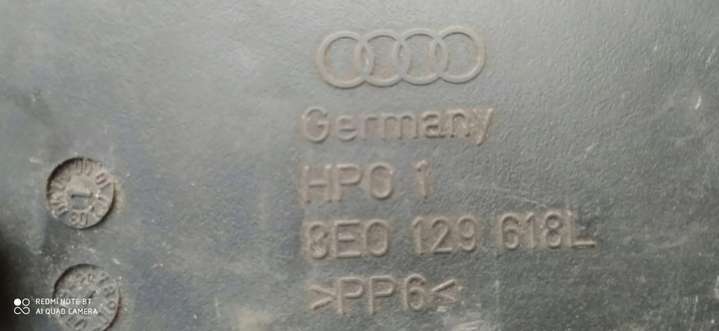 Germany
HPO 1
8E0 129 618L
>PP6<
REDMI NOTE 8T
AI QUAD CAMERA